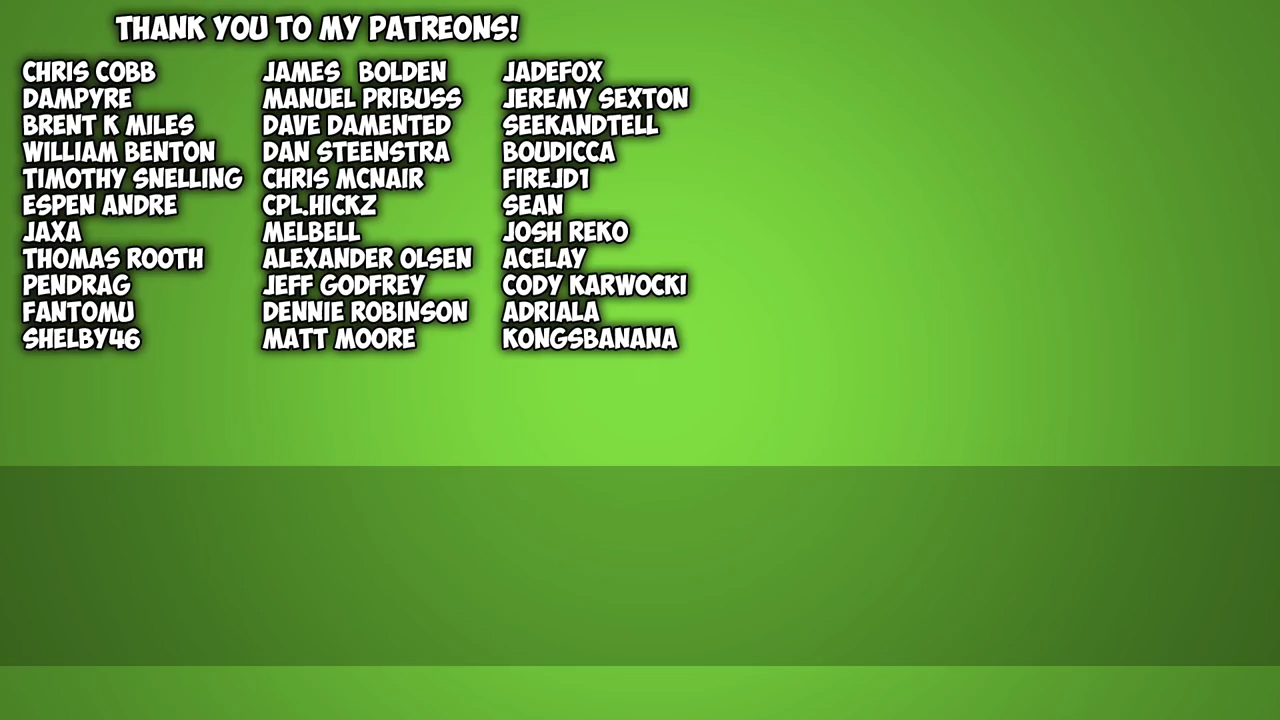 THANK YOU TO MY PATREONS!
CHRIS COBB
DAMPYRE
BRENT K MILES
WILLIAM BENTON
TIMOTHY SNELLING
ESPEN ANDRE
JAXA
THOMAS ROOTH
PENDRAG
FANTOMU
SHELBY46
JAMES BOLDEN
MANUEL PRIBUSS
DAVE DAMENTED
DAN STEENSTRA
CHRIS MCNAIR
CPL.HICKZ
MELBELL
ALEXANDER OLSEN
JEFF GODFREY
DENNIE ROBINSON
MATT MOORE
JADEFOX
JEREMY SEXTON
SEEKANDTELL
BOUDICCA
FIREJD1
SEAN
JOSH REKO
ACELAY
CODY KARWOCKI
ADRIALA
KONGSBANANA